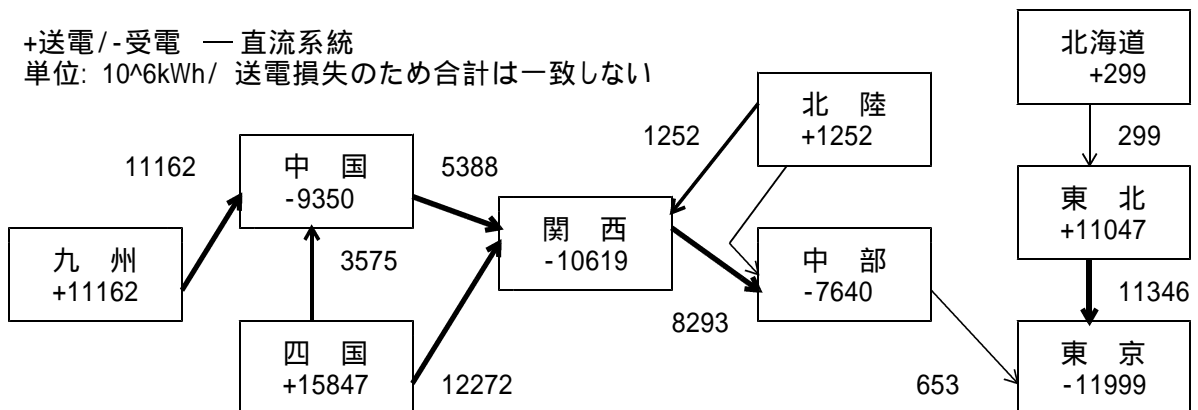 +送電/-受電 — 直流系統
単位: 10^6kWh/ 送電損失のため合計は一致しない
北海道
+299
299
北 陸
+1252
1252
11162
中 国
-9350
5388
東 北
+11047
関 西
-10619
九 州
+11162
3575
中 部
-7640
11346
8293
四 国
+15847
12272
653
東 京
-11999